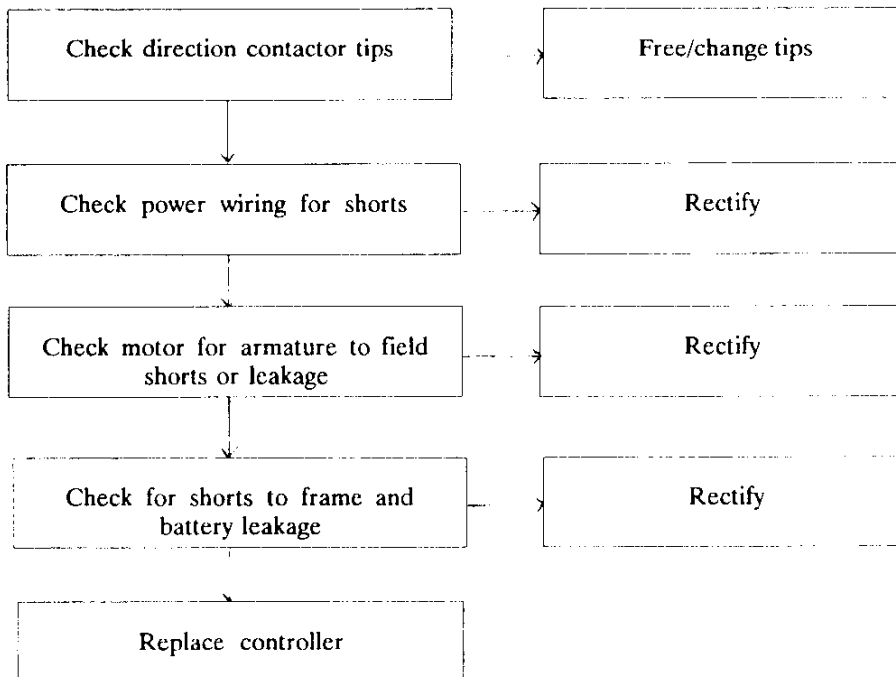 Check direction contactor tips
Free/change tips
Check power wiring for shorts
Rectify
Check motor for armature to field
shorts or leakage
Rectify
Check for shorts to frame and
battery leakage
Rectify
Replace controller